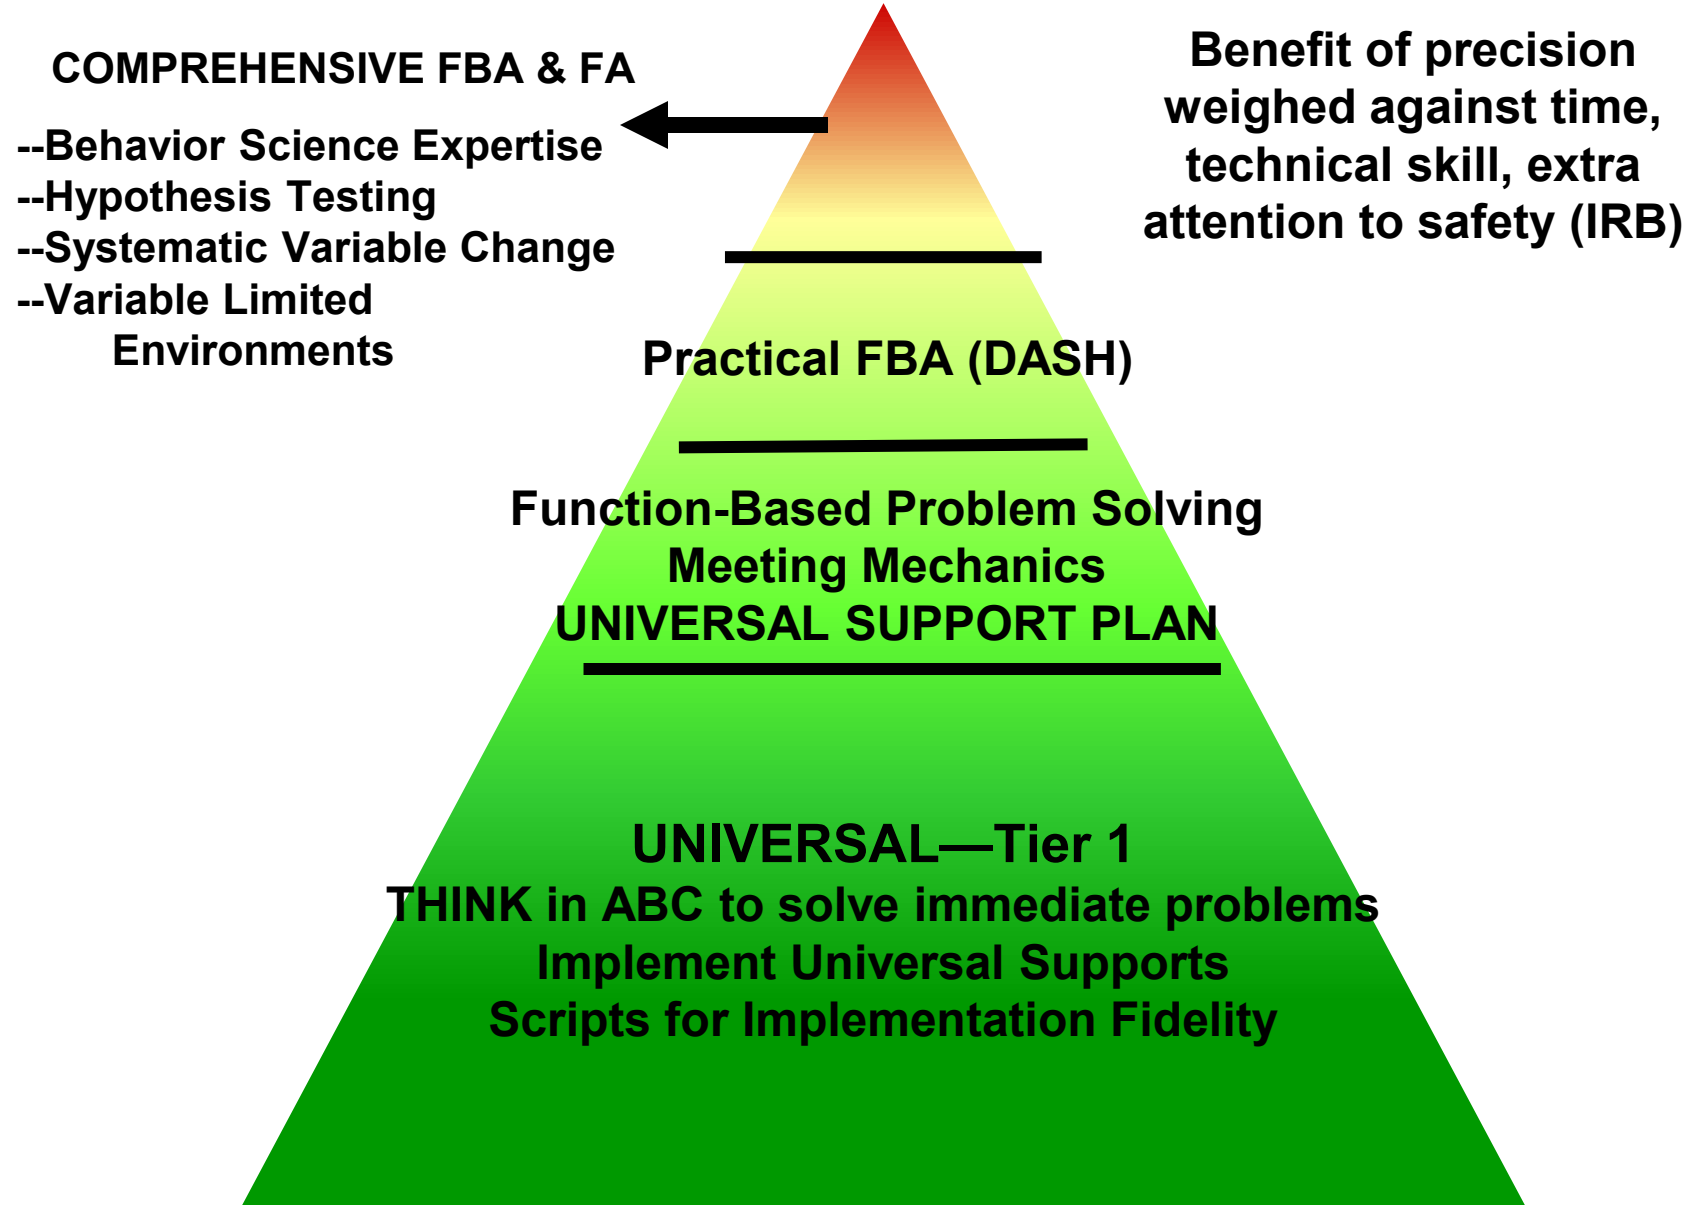 COMPREHENSIVE FBA & FA
--Behavior Science Expertise
--Hypothesis Testing
--Systematic Variable Change
--Variable Limited
Environments
Benefit of precision
weighed against time,
technical skill, extra
attention to safety (IRB)
Practical FBA (DASH)
Function-Based Problem Solving
Meeting Mechanics
UNIVERSAL SUPPORT PLAN
UNIVERSAL—Tier 1
THINK in ABC to solve immediate problems
Implement Universal Supports
Scripts for Implementation Fidelity